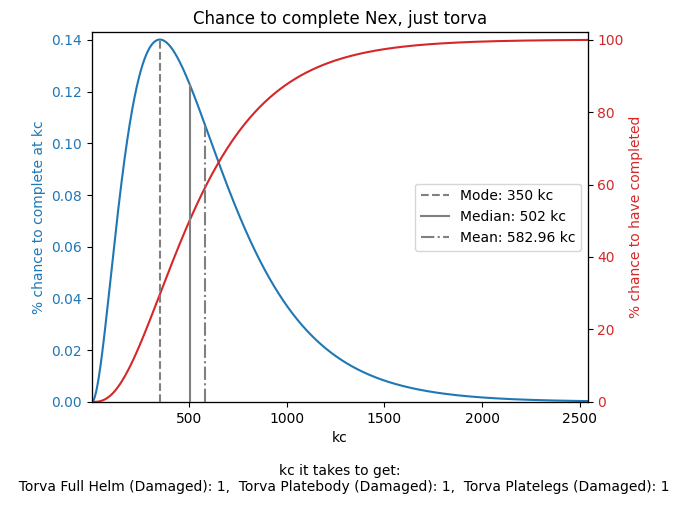 Chance to complete Nex, just torva
% chance to complete at kc
0.14
0.12
0.10
0.08
0.06
0.04
0.02
0.00
100
80
60
40
20
0
% chance to have completed
Mode: 350 kc
Median: 502 kc
Mean: 582.96 kc
500 1000 1500 2000 2500
kc
kc it takes to get:
Torva Full Helm (Damaged): 1,  Torva Platebody (Damaged): 1,  Torva Platelegs (Damaged): 1